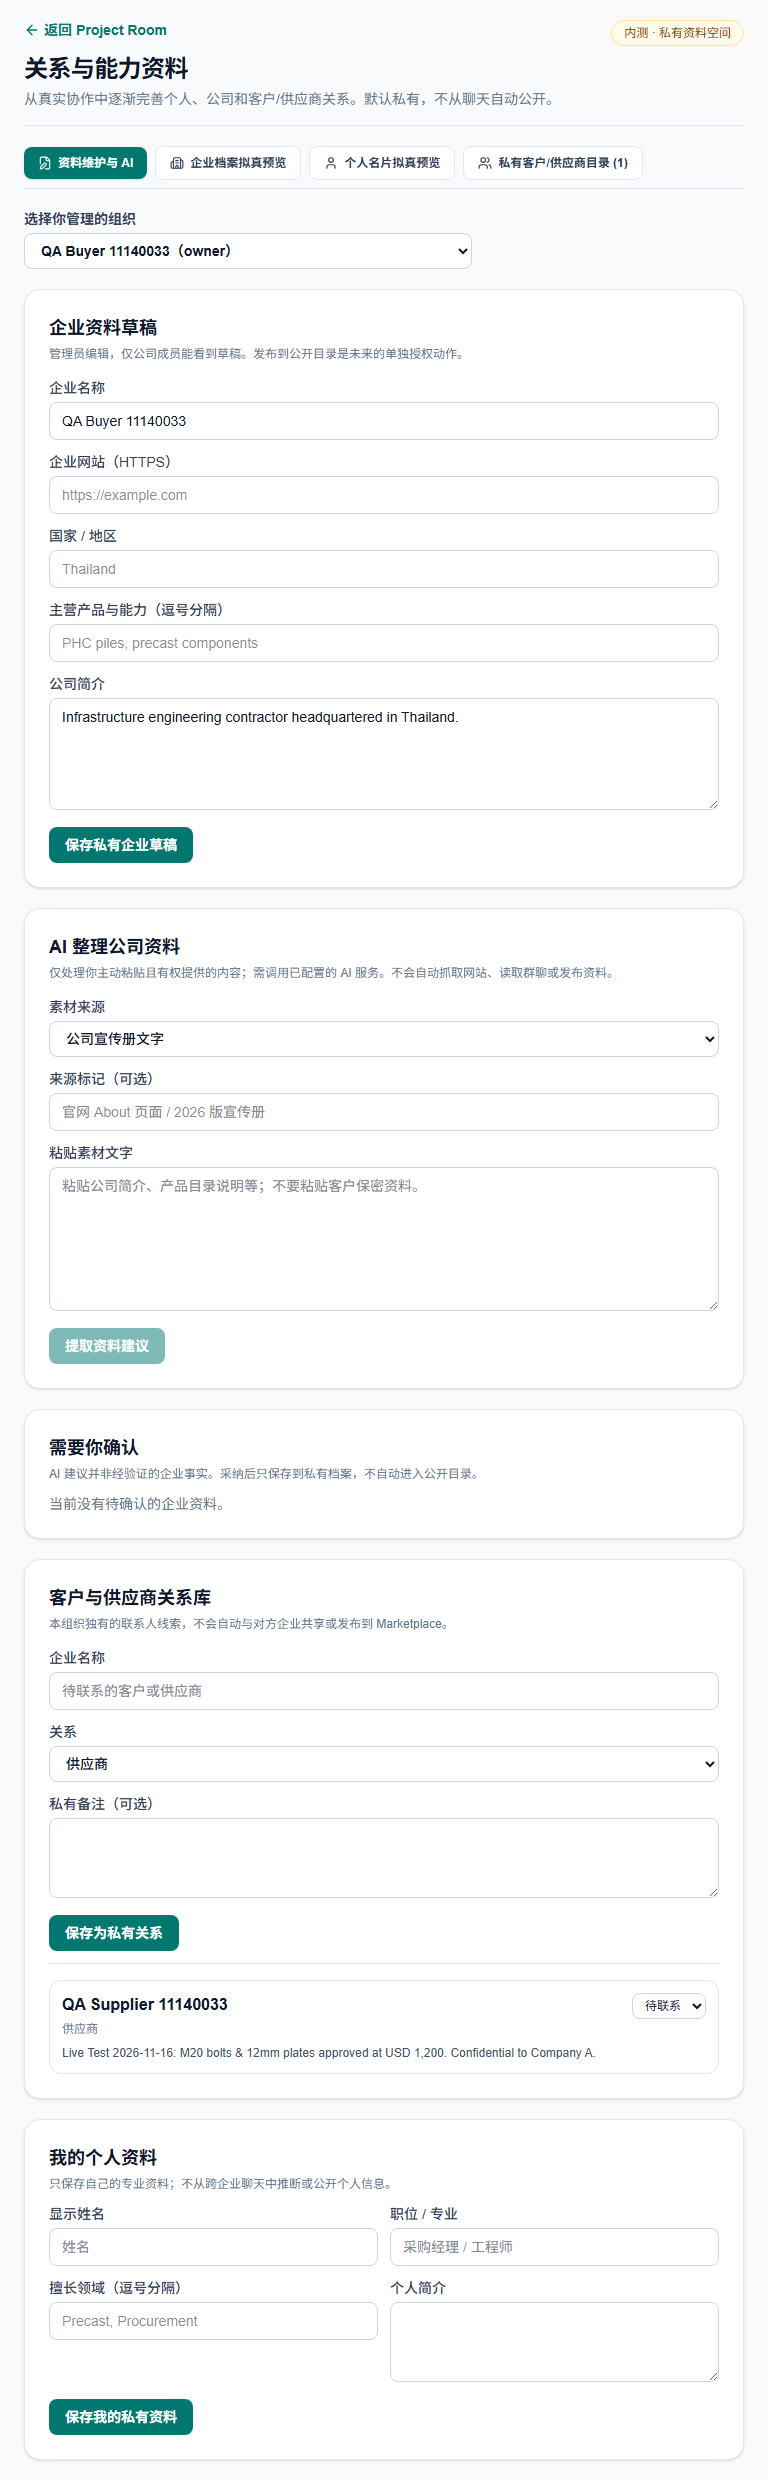 返回 Project Room
内测 · 私有资料空间
关系与能力资料
从真实协作中逐渐完善个人、公司和客户/供应商关系。默认私有，不从聊天自动公开。
资料维护与 AI
企业档案拟真预览
个人名片拟真预览
私有客户/供应商目录 (1)
选择你管理的组织
QA Buyer 11140033（owner）
企业资料草稿
管理员编辑，仅公司成员能看到草稿。发布到公开目录是未来的单独授权动作。
企业名称
QA Buyer 11140033
企业网站（HTTPS）
https://example.com
国家 / 地区
Thailand
主营产品与能力（逗号分隔）
PHC piles, precast components
公司简介
Infrastructure engineering contractor headquartered in Thailand.
保存私有企业草稿
AI 整理公司资料
仅处理你主动粘贴且有权提供的内容；需调用已配置的 AI 服务。不会自动抓取网站、读取群聊或发布资料。
素材来源
公司宣传册文字
来源标记（可选）
官网 About 页面 / 2026 版宣传册
粘贴素材文字
粘贴公司简介、产品目录说明等；不要粘贴客户保密资料。
提取资料建议
需要你确认
AI 建议并非经验证的企业事实。采纳后只保存到私有档案，不自动进入公开目录。
当前没有待确认的企业资料。
客户与供应商关系库
本组织独有的联系人线索，不会自动与对方企业共享或发布到 Marketplace。
企业名称
待联系的客户或供应商
关系
供应商
私有备注（可选）
保存为私有关系
QA Supplier 11140033
待联系
供应商
Live Test 2026-11-16: M20 bolts & 12mm plates approved at USD 1,200. Confidential to Company A.
我的个人资料
只保存自己的专业资料；不从跨企业聊天中推断或公开个人信息。
显示姓名
职位 / 专业
姓名
采购经理 / 工程师
擅长领域（逗号分隔）
个人简介
Precast, Procurement
保存我的私有资料